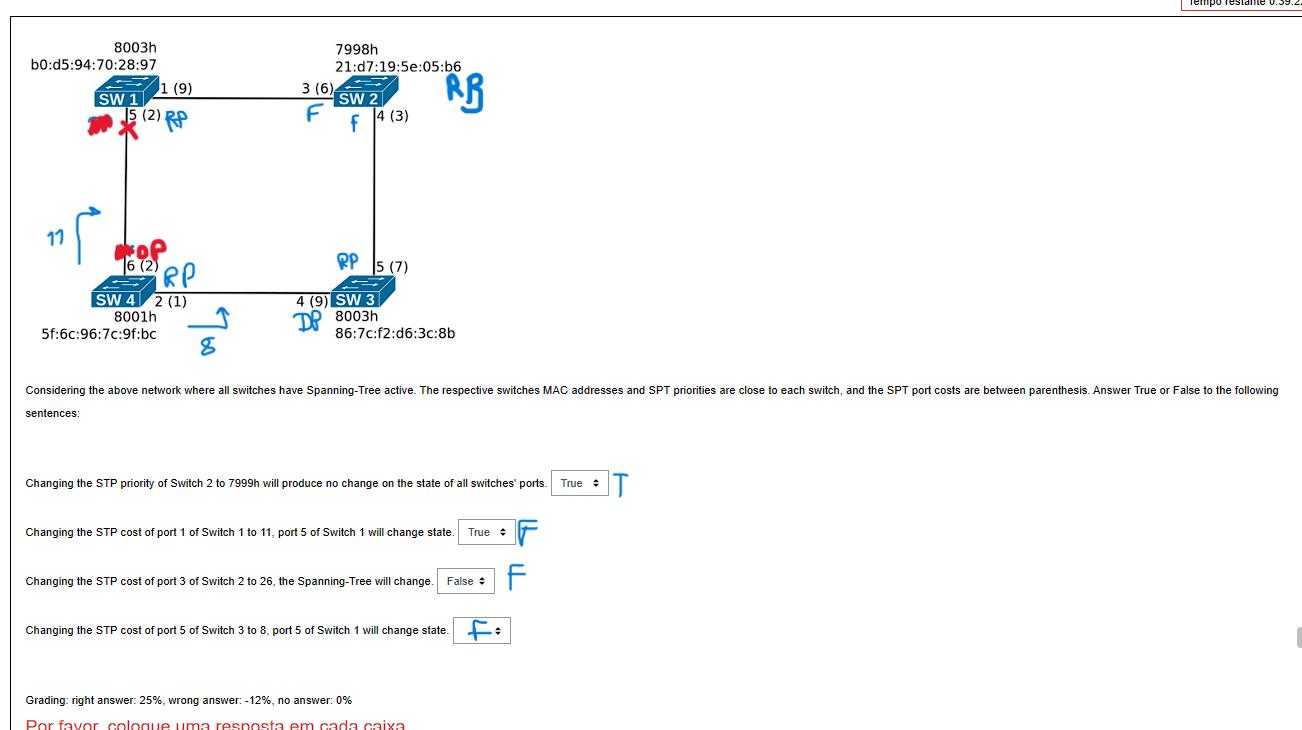 Tempo restante 0:39:2
8003h
b0:d5:94:70:28:97
7998h
21:d7:19:5e:05:b6
RB
1 (9)
3 (6)
SW 1
SW 2
5 (2)
RP
F
f
4 (3)
11
DP
6 (2)
RP
RP
5 (7)
SW 4
2 (1)
4 (9)
SW 3
8001h
DP
8003h
5f:6c:96:7c:9f:bc
8
86:7c:f2:d6:3c:8b
Considering the above network where all switches have Spanning-Tree active. The respective switches MAC addresses and SPT priorities are close to each switch, and the SPT port costs are between parenthesis. Answer True or False to the following
sentences:
Changing the STP priority of Switch 2 to 7999h will produce no change on the state of all switches' ports. True T
Changing the STP cost of port 1 of Switch 1 to 11, port 5 of Switch 1 will change state. True F
Changing the STP cost of port 3 of Switch 2 to 26, the Spanning-Tree will change. False F
Changing the STP cost of port 5 of Switch 3 to 8, port 5 of Switch 1 will change state. F
Grading: right answer: 25%, wrong answer: -12%, no answer: 0%
Por favor, coloque uma resposta em cada caixa